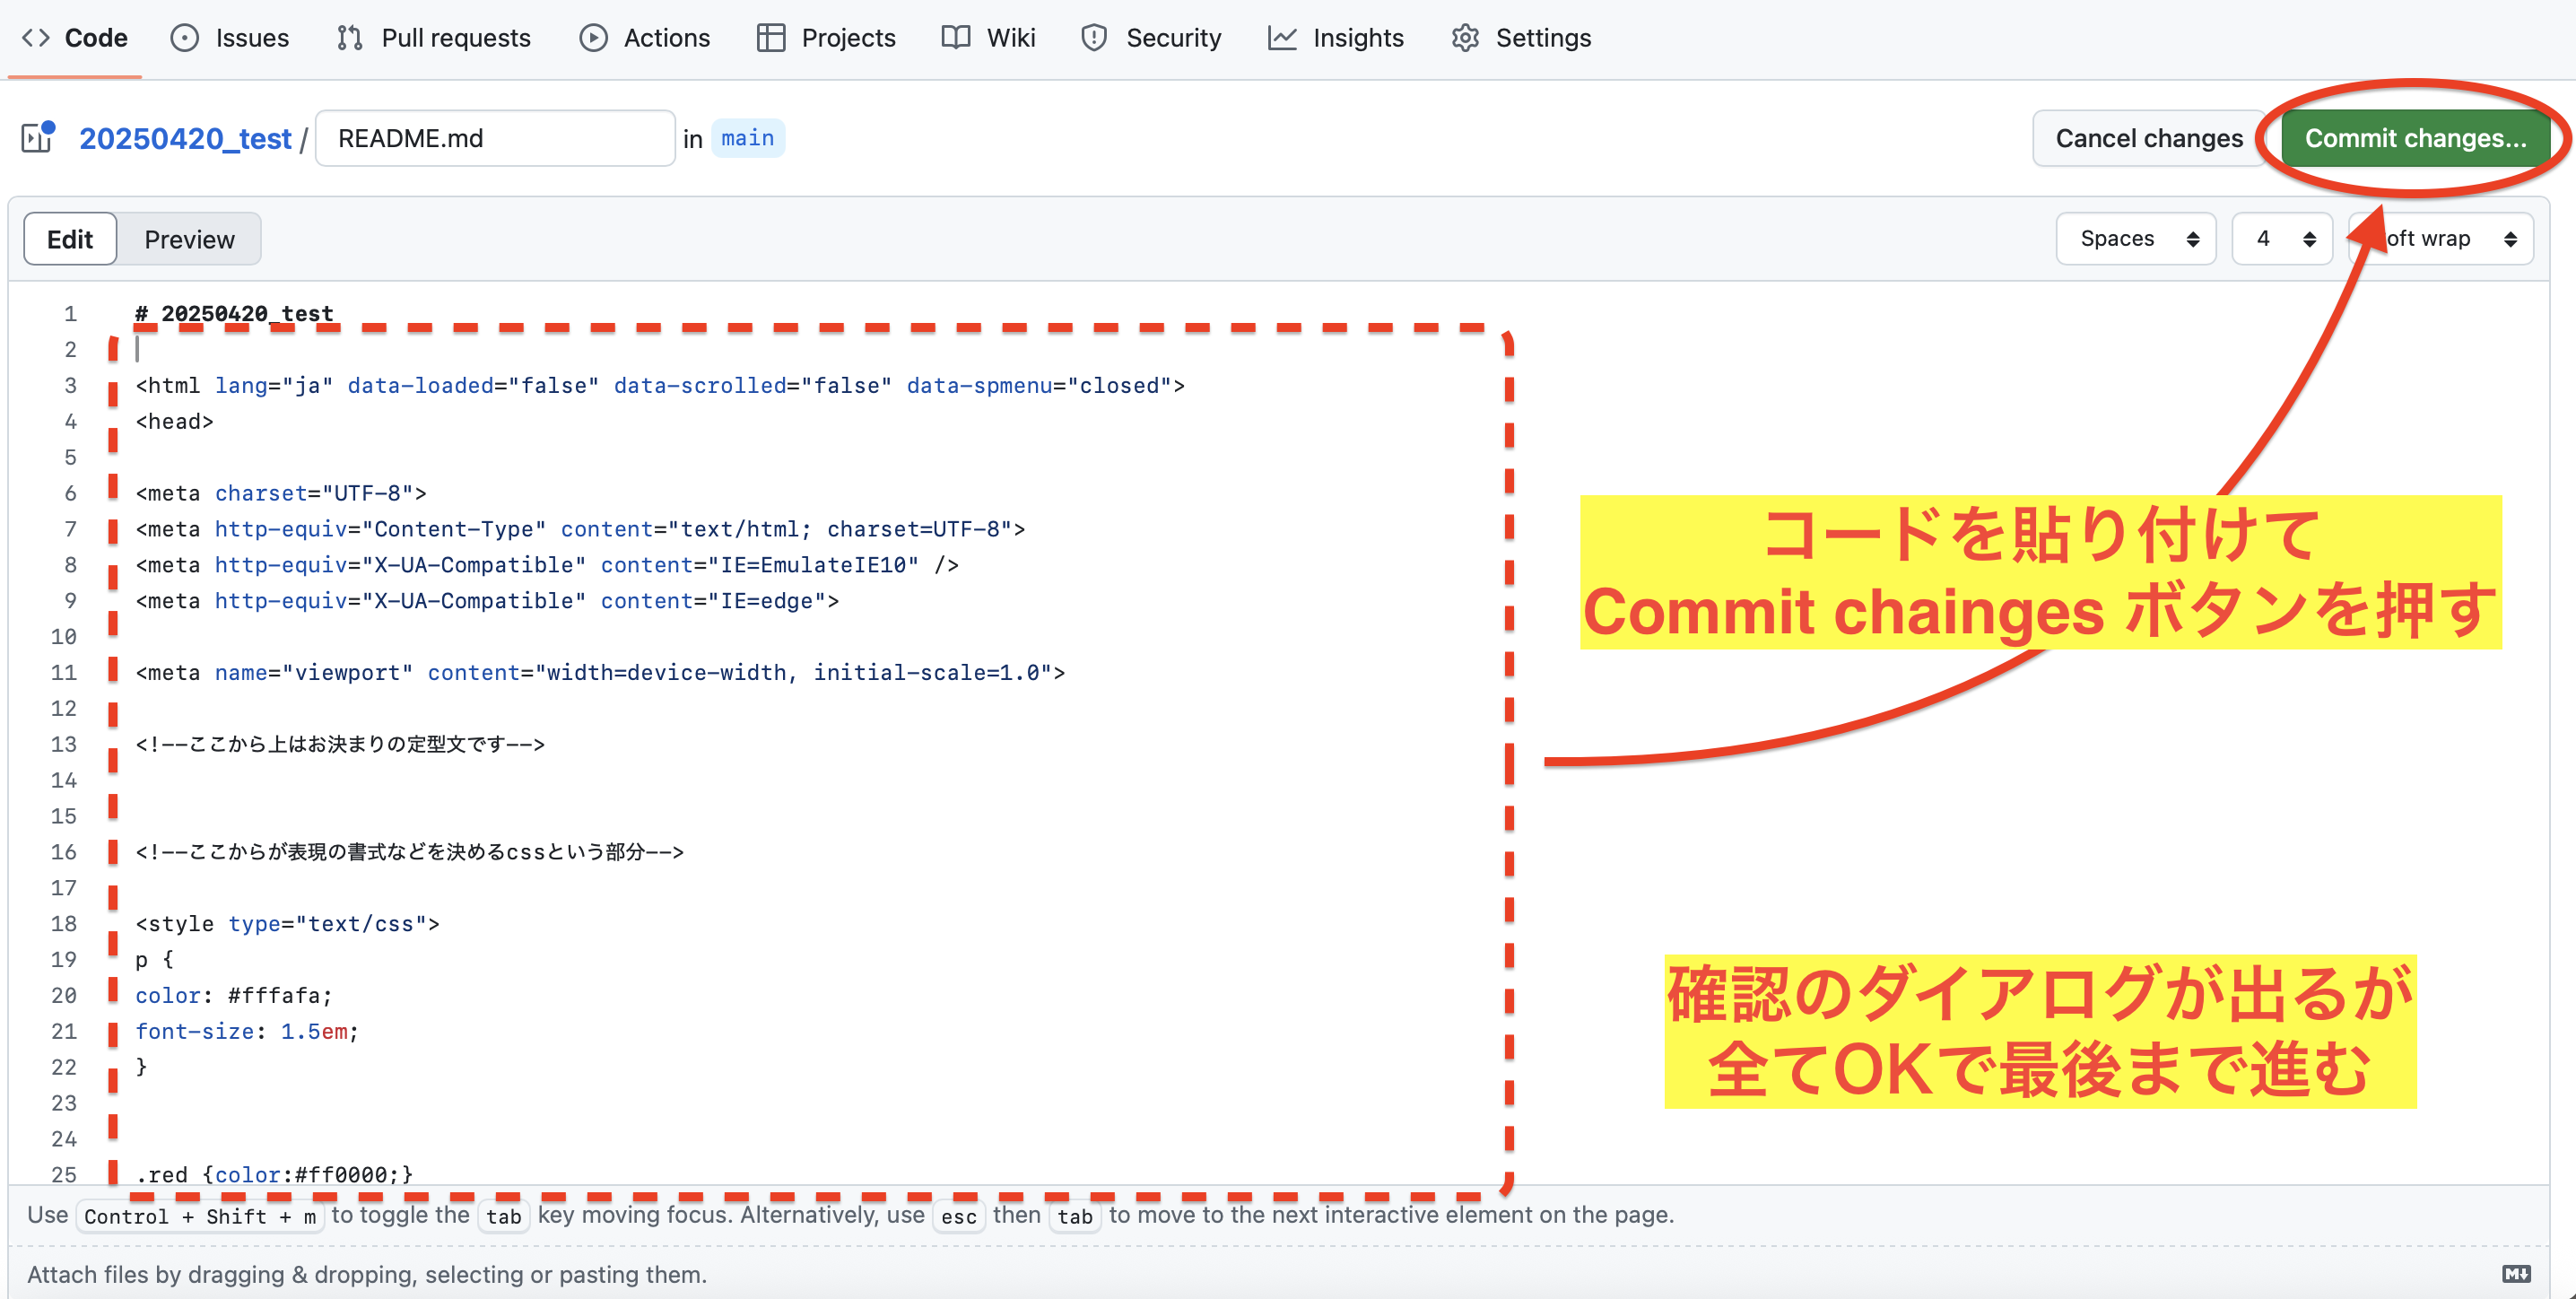 Code Issues Pull requests Actions Projects Wiki Security Insights Settings
20250420_test / README.md in main Cancel changes Commit changes...
Edit Preview Spaces 4 oft wrap
1 # 20250420_test
2
3 <html lang="ja" data-loaded="false" data-scrolled="false" data-spmenu="closed">
4 <head>
5
6 <meta charset="UTF-8">
7 <meta http-equiv="Content-Type" content="text/html; charset=UTF-8">
8 <meta http-equiv="X-UA-Compatible" content="IE=EmulateIE10" />
9 <meta http-equiv="X-UA-Compatible" content="IE=edge">
10
11 <meta name="viewport" content="width=device-width, initial-scale=1.0">
12
13 <!--ここから上はお決まりの定型文です-->
14
15
16 <!--ここからが表現の書式などを決めるcssという部分-->
17
18 <style type="text/css">
19 p {
20 color: #fffafa;
21 font-size: 1.5em;
22 }
23
24
25 .red {color:#ff0000;}
コードを貼り付けて
Commit chainges ボタンを押す
確認のダイアログが出るが
全てOKで最後まで進む
Use Control + Shift + m to toggle the tab key moving focus. Alternatively, use esc then tab to move to the next interactive element on the page.
Attach files by dragging & dropping, selecting or pasting them.